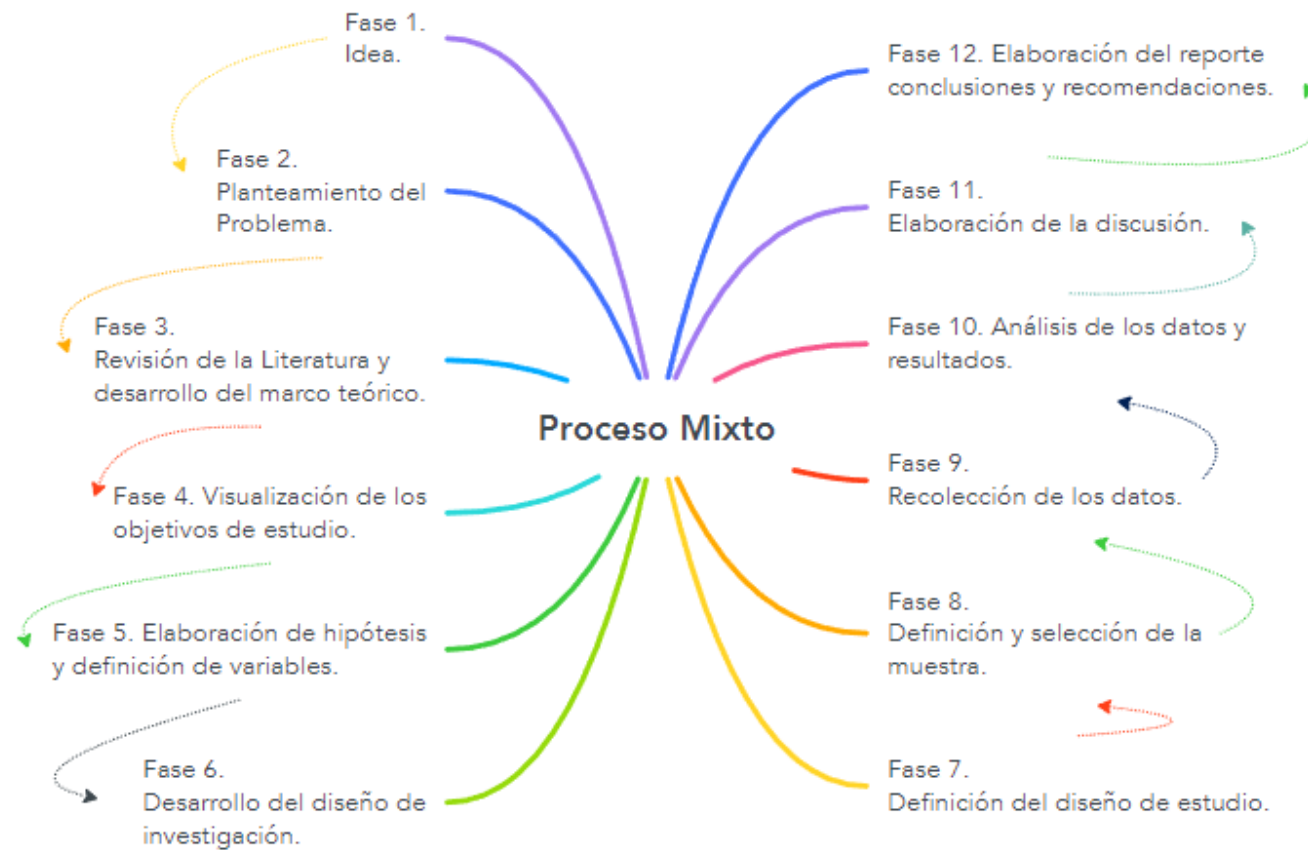 Fase 1.
Idea.
Fase 2.
Planteamiento del
Problema.
Fase 3.
Revisión de la Literatura y
desarrollo del marco teórico.
Fase 4. Visualización de los
objetivos de estudio.
Fase 5. Elaboración de hipótesis
y definición de variables.
Fase 6.
Desarrollo del diseño de
investigación.
Proceso Mixto
Fase 12. Elaboración del reporte
conclusiones y recomendaciones.
Fase 11.
Elaboración de la discusión.
Fase 10. Análisis de los datos y
resultados.
Fase 9.
Recolección de los datos.
Fase 8.
Definición y selección de la
muestra.
Fase 7.
Definición del diseño de estudio.